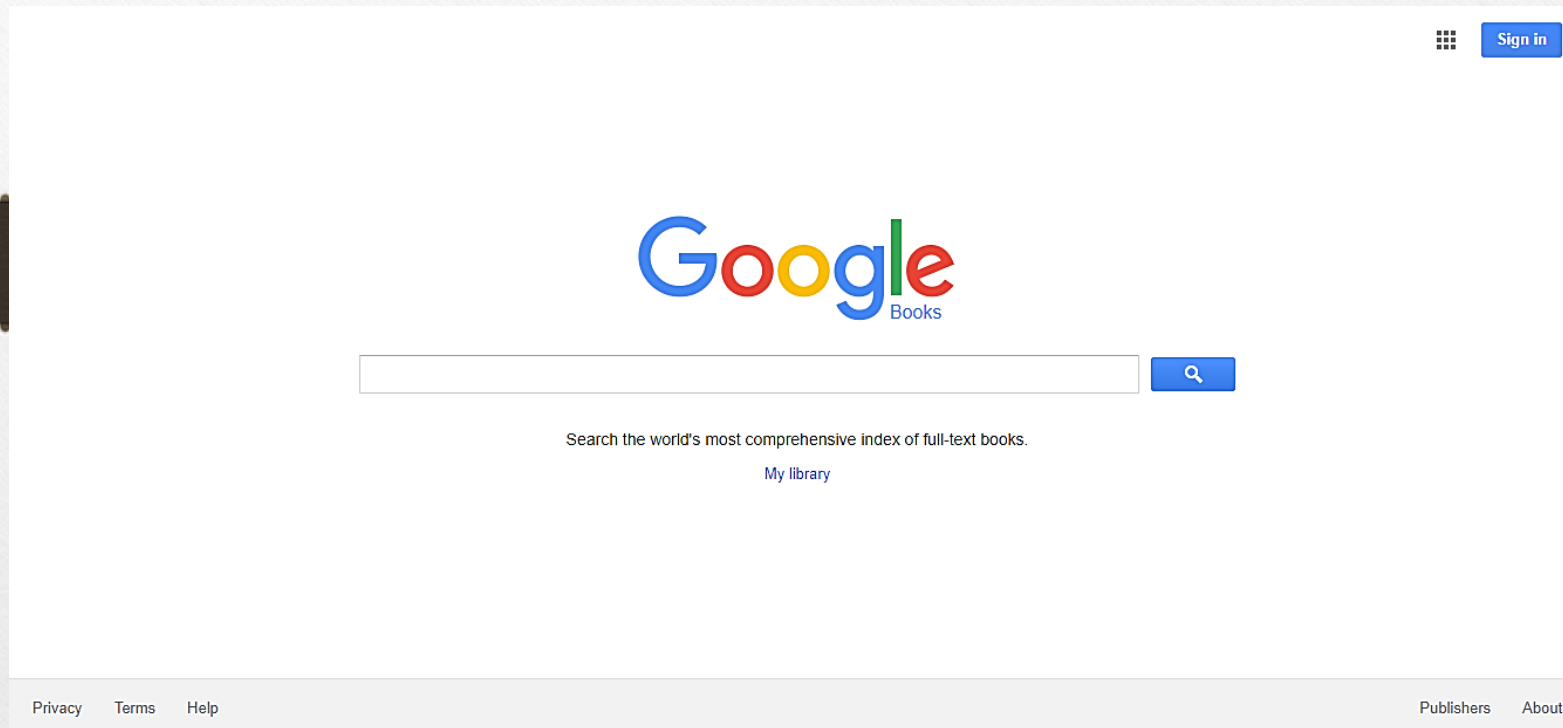 Sign in
Google
Books
Search the world's most comprehensive index of full-text books.
My library
Privacy Terms Help Publishers About